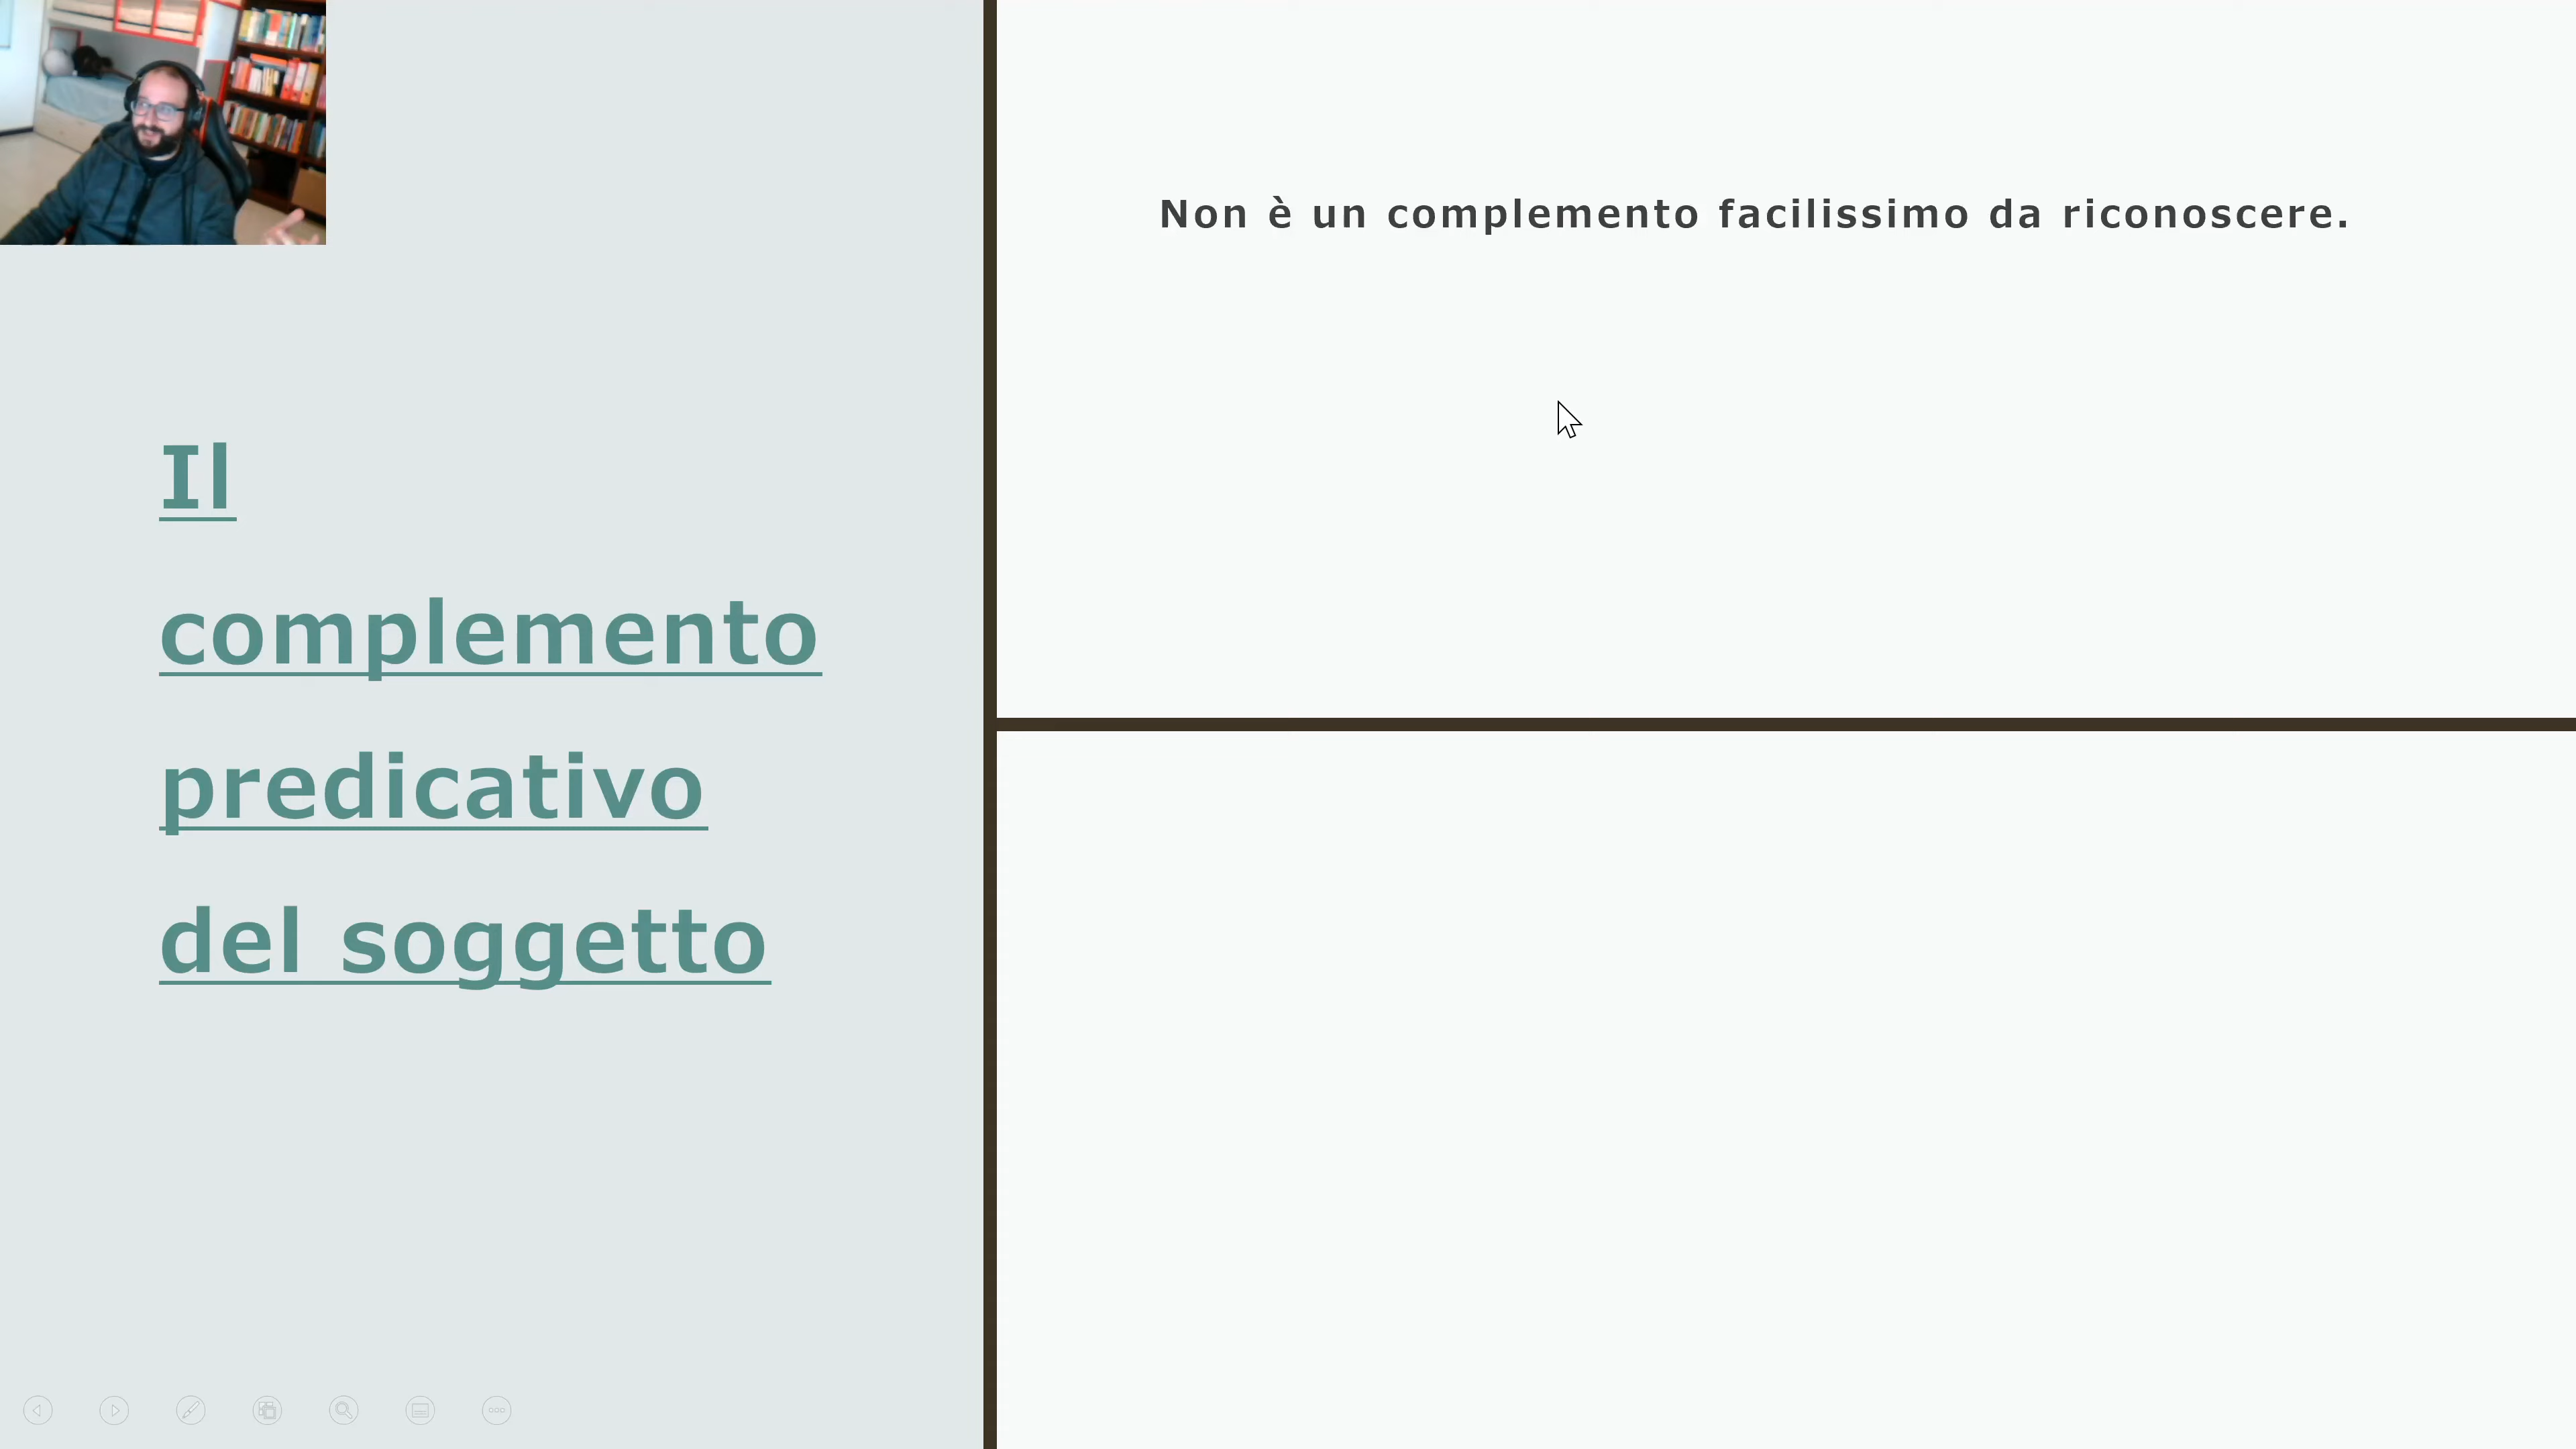 Il
complemento
predicativo
del soggetto
Non è un complemento facilissimo da riconoscere.